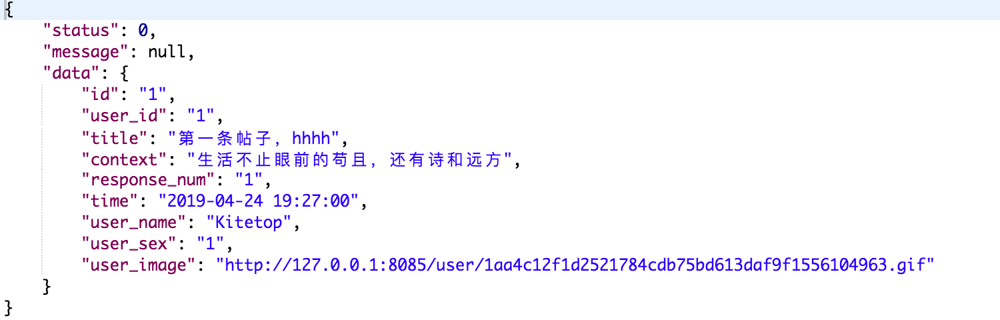 {
    "status": 0,
    "message": null,
    "data": {
        "id": "1",
        "user_id": "1",
        "title": "第一条帖子，hhhh",
        "context": "生活不止眼前的苟且，还有诗和远方",
        "response_num": "1",
        "time": "2019-04-24 19:27:00",
        "user_name": "Kitetop",
        "user_sex": "1",
        "user_image": "http://127.0.0.1:8085/user/1aa4c12f1d2521784cdb75bd613daf9f1556104963.gif"
    }
}